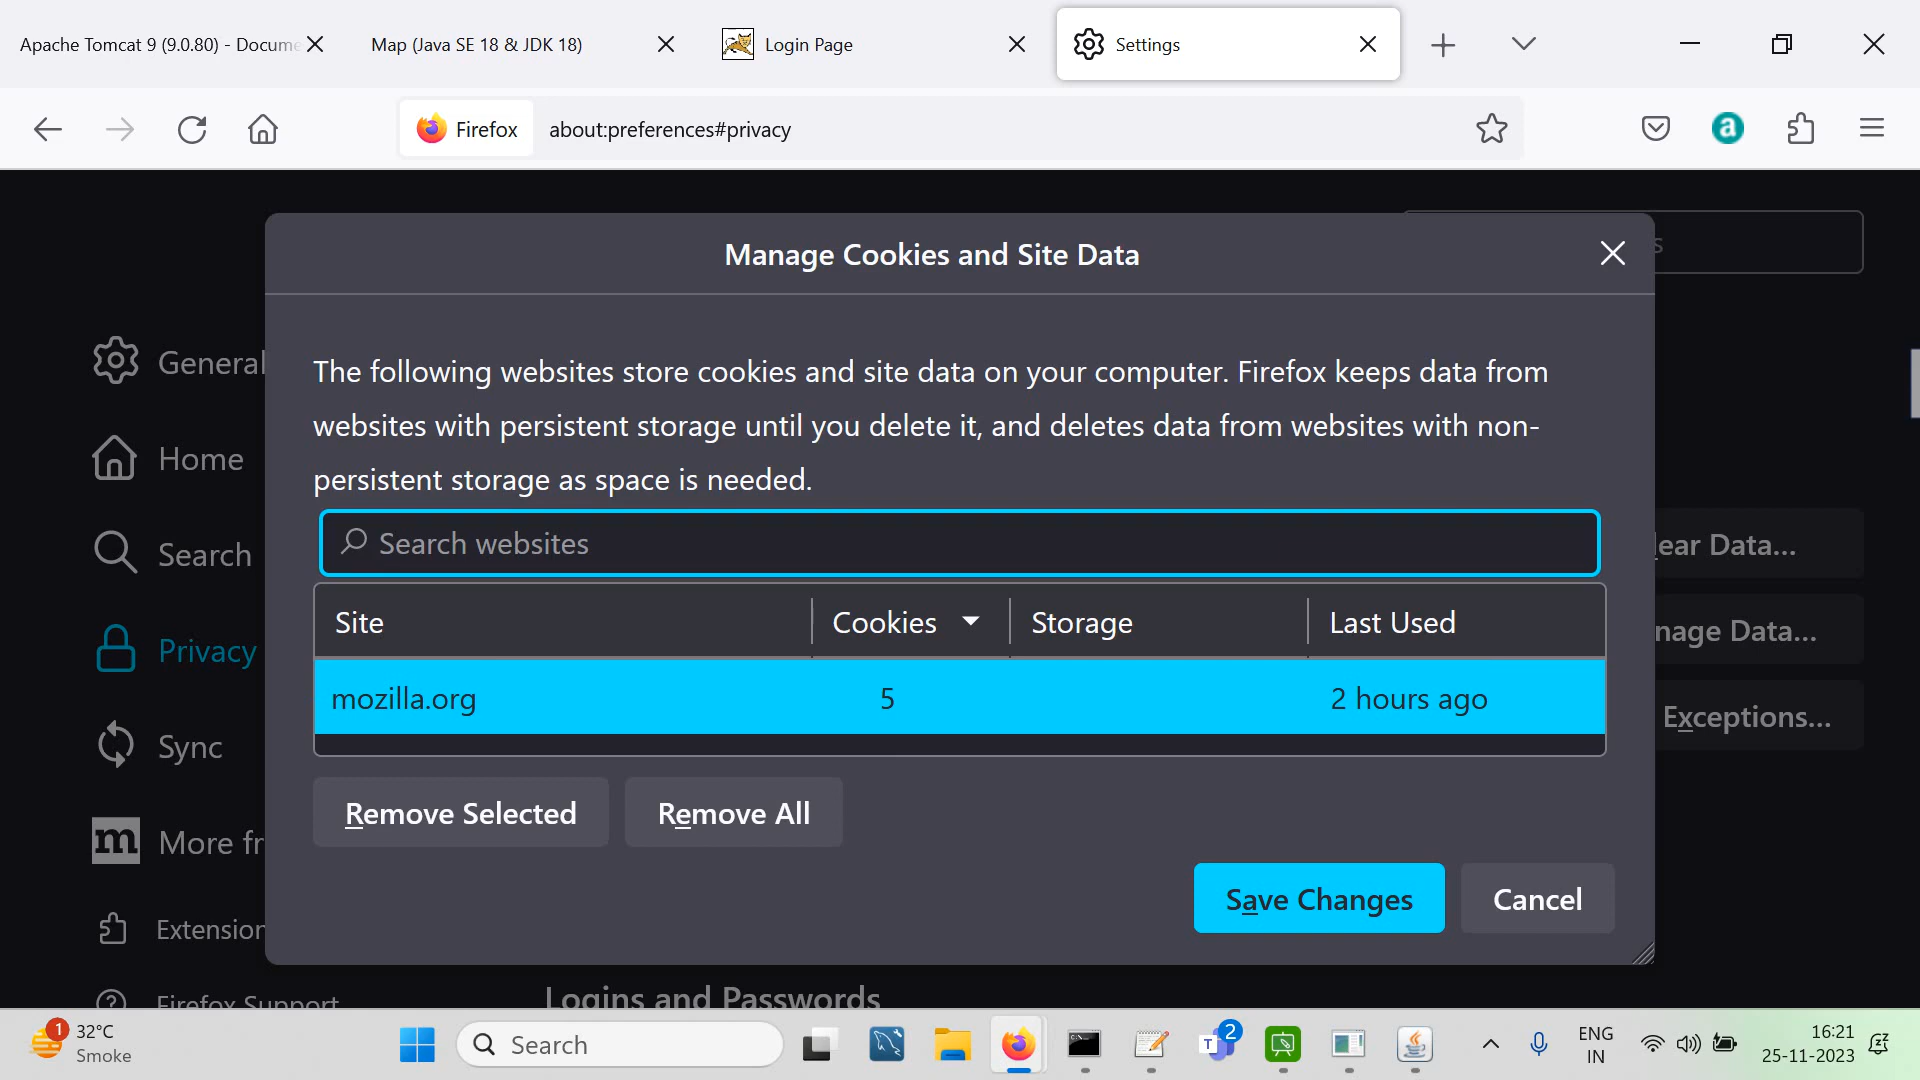 Apache Tomcat 9 (9.0.80) - Docume
Map (Java SE 18 & JDK 18)
Login Page
Settings
Firefox
about:preferences#privacy
Manage Cookies and Site Data
The following websites store cookies and site data on your computer. Firefox keeps data from
websites with persistent storage until you delete it, and deletes data from websites with non-
persistent storage as space is needed.
Search websites
Site Cookies Storage Last Used
mozilla.org 5 2 hours ago
Remove Selected
Remove All
Save Changes
Cancel
General
Home
Search
Privacy
Sync
m More fr
Extension
Firefox Support
s
lear Data...
nage Data...
Exceptions...
Logins and Passwords
1
32°C
Smoke
Search
T 2
a
ENG
IN
16:21
25-11-2023